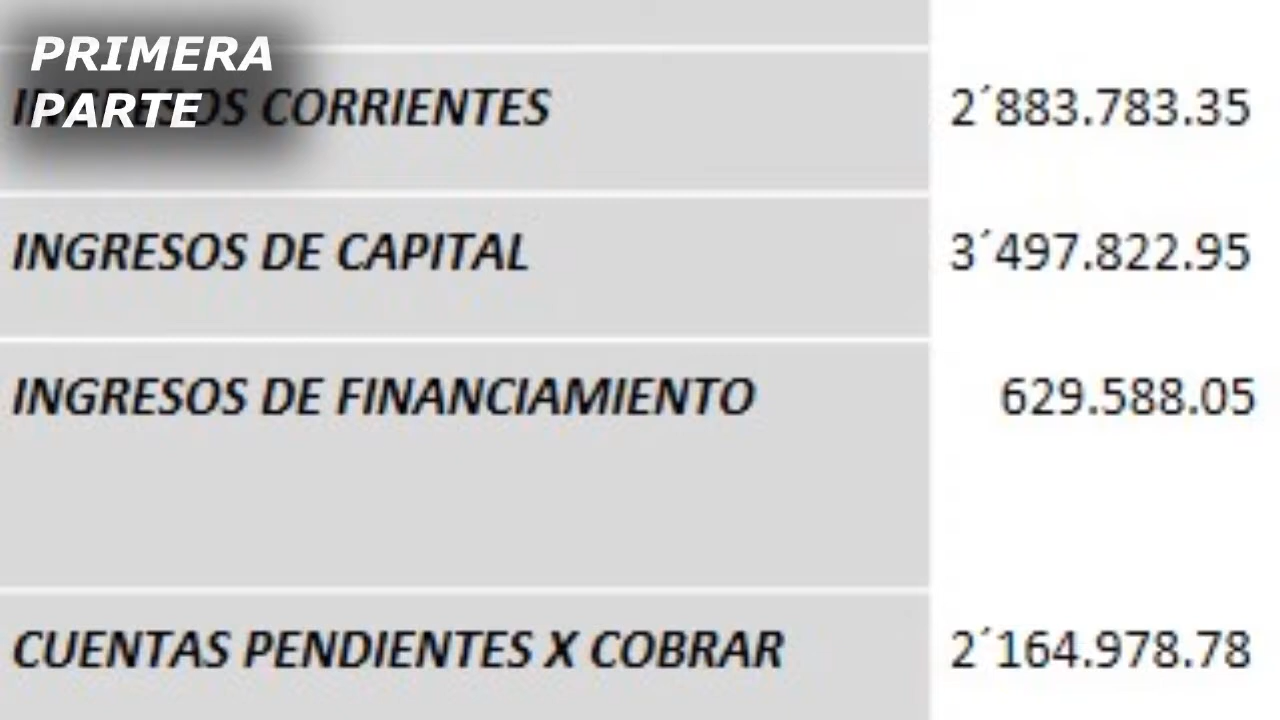 PRIMERA
PARTE
INGRESOS CORRIENTES 2´883.783.35
INGRESOS DE CAPITAL 3´497.822.95
INGRESOS DE FINANCIAMIENTO 629.588.05
CUENTAS PENDIENTES X COBRAR 2´164.978.78